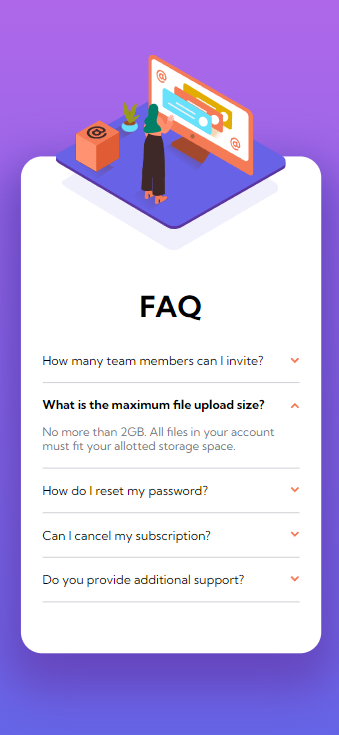 FAQ
How many team members can I invite?
What is the maximum file upload size?
No more than 2GB. All files in your account
must fit your allotted storage space.
How do I reset my password?
Can I cancel my subscription?
Do you provide additional support?